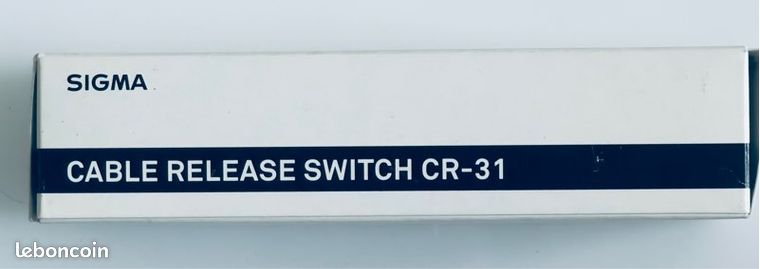 SIGMA
CABLE RELEASE SWITCH CR-31
leboncoin